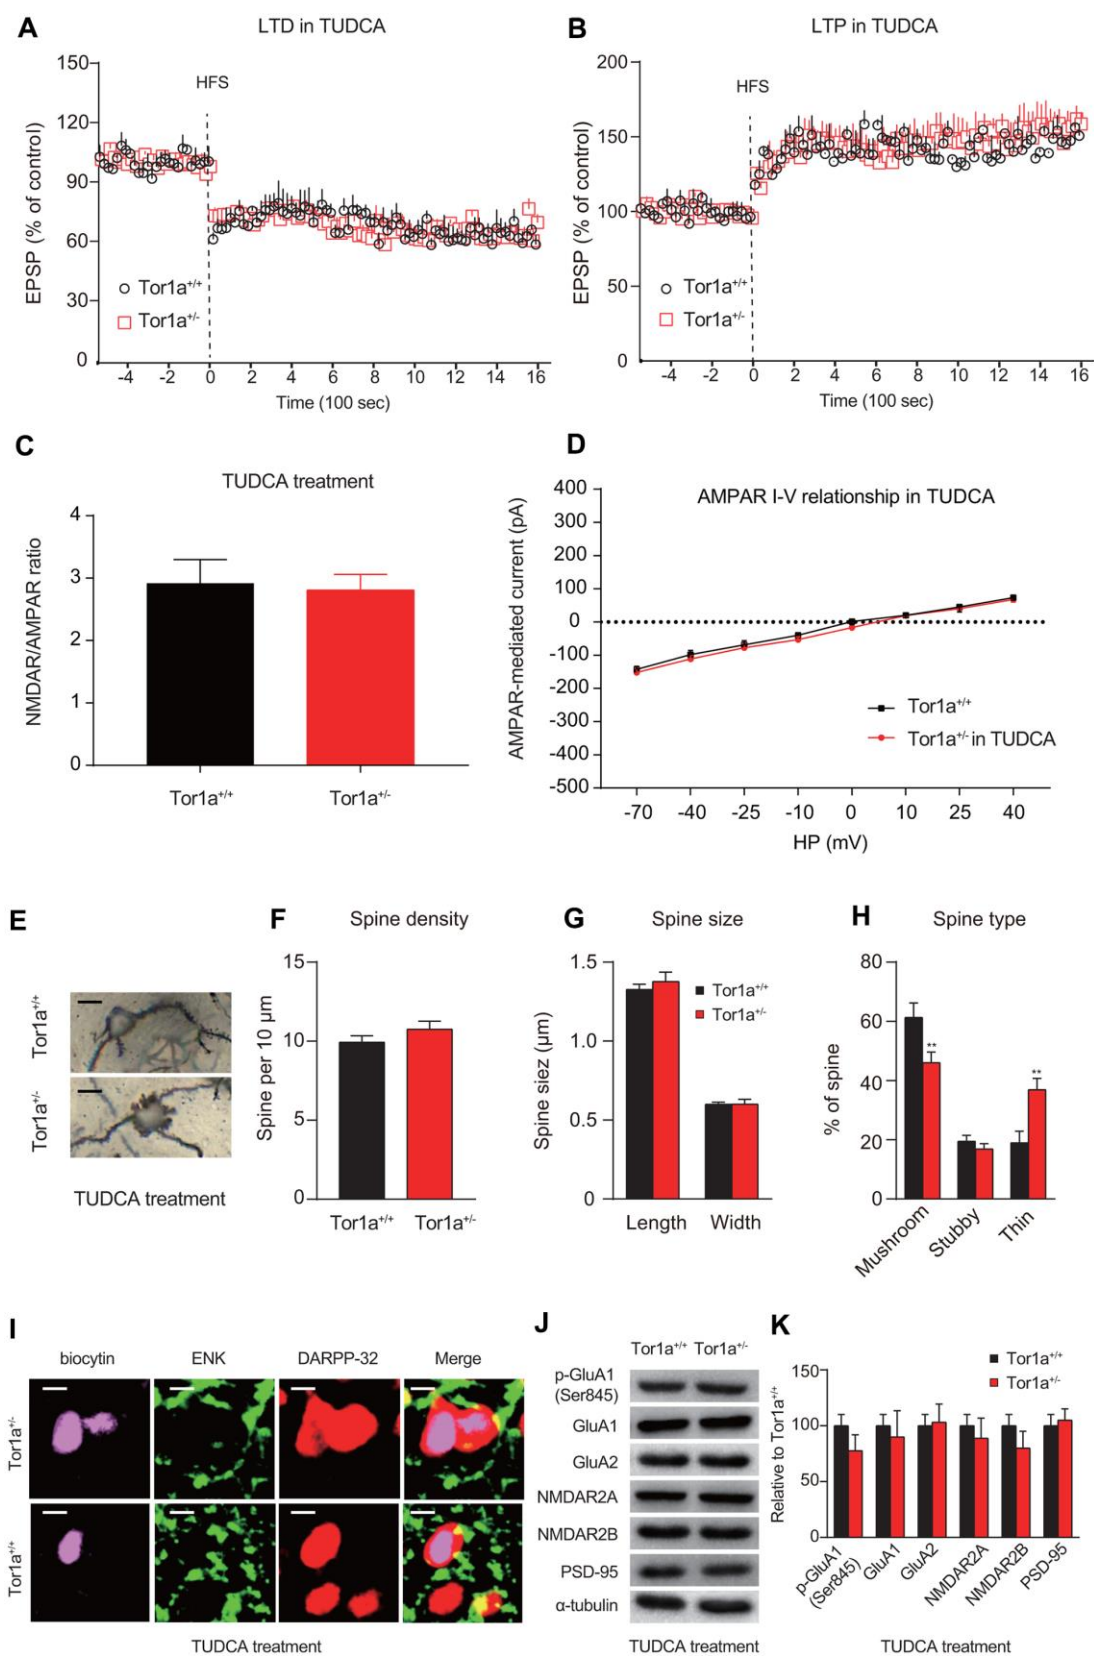 A
LTD in TUDCA
150
120
90
60
30
0
EPSP (% of control)
HFS
Tor1a+/+
Tor1a+/-
-4 -2 0 2 4 6 8 10 12 14 16
Time (100 sec)
B
LTP in TUDCA
200
150
100
50
0
EPSP (% of control)
HFS
Tor1a+/+
Tor1a+/-
-4 -2 0 2 4 6 8 10 12 14 16
Time (100 sec)
C
TUDCA treatment
4
3
2
1
0
NMDAR/AMPAR ratio
Tor1a+/+ Tor1a+/-
D
AMPAR I-V relationship in TUDCA
400
300
200
100
0
-100
-200
-300
-400
-500
AMPAR-mediated current (pA)
Tor1a+/+
Tor1a+/- in TUDCA
-70 -40 -25 -10 0 10 25 40
HP (mV)
E
Tor1a+/+
Tor1a+/-
TUDCA treatment
F
Spine density
15
10
5
0
Spine per 10 µm
Tor1a+/+ Tor1a+/-
G
Spine size
1.5
1.0
0.5
0
Spine siez (µm)
Tor1a+/+
Tor1a+/-
Length Width
H
Spine type
80
60
40
20
0
% of spine
**
**
Mushroom
Stubby
Thin
I
biocytin ENK DARPP-32 Merge
Tor1a+/-
Tor1a+/+
TUDCA treatment
J
Tor1a+/+ Tor1a+/-
p-GluA1
(Ser845)
GluA1
GluA2
NMDAR2A
NMDAR2B
PSD-95
α-tubulin
TUDCA treatment
K
Tor1a+/+
Tor1a+/-
150
100
50
0
Relative to Tor1a+/+
p-GluA1
(Ser845)
GluA1
GluA2
NMDAR2A
NMDAR2B
PSD-95
TUDCA treatment